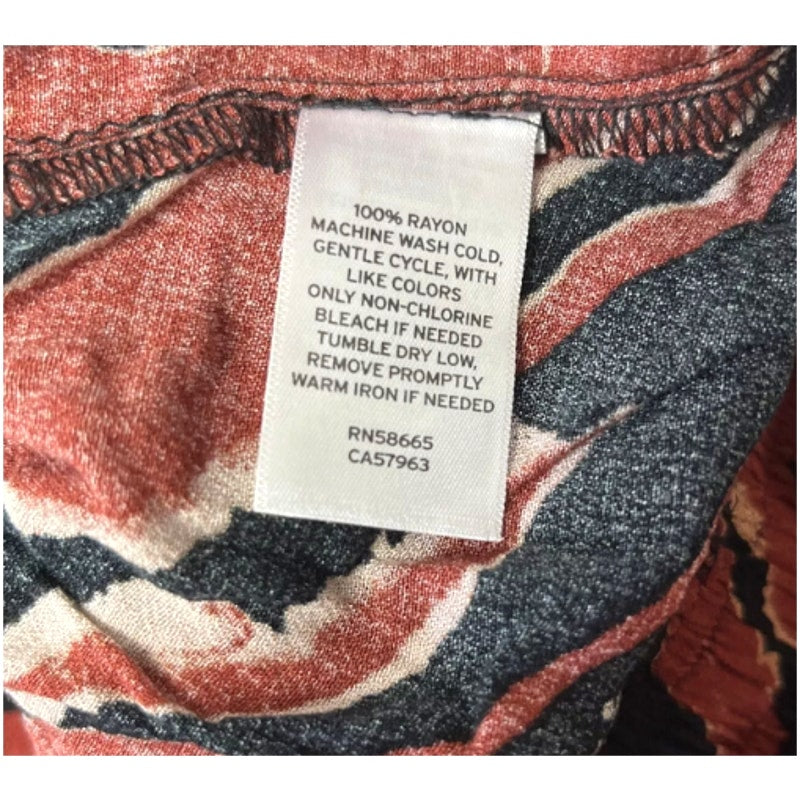 100% RAYON
MACHINE WASH COLD,
GENTLE CYCLE, WITH
LIKE COLORS
ONLY NON-CHLORINE
BLEACH IF NEEDED
TUMBLE DRY LOW,
REMOVE PROMPTLY
WARM IRON IF NEEDED
RN58665
CA57963